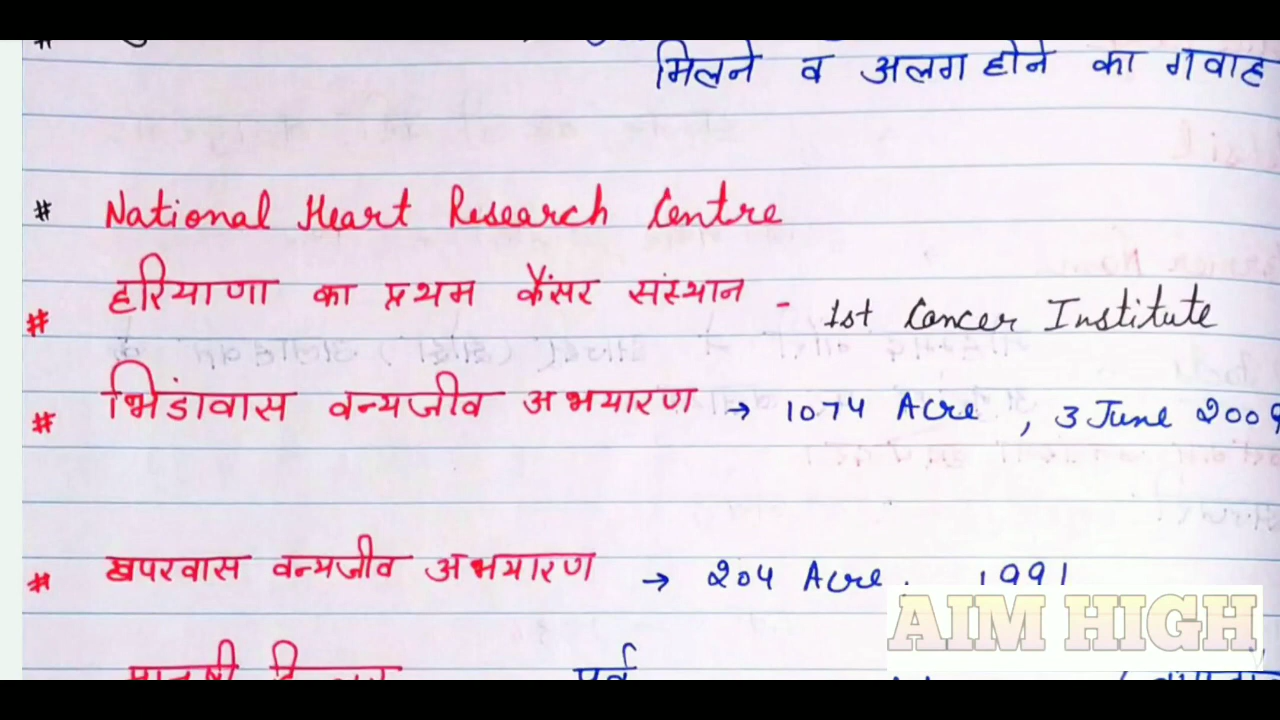 मिलने व अलग होने का गवाह
# National Heart Research Centre
# हरियाणा का प्रथम कैंसर संस्थान - 1st Cancer Institute
# भिंडावास वन्यजीव अभयारण → 1074 Acre, 3 June 2009
# खपरवास वन्यजीव अभयारण → 204 Acre, 1991
AIM HIGH
पूर्व